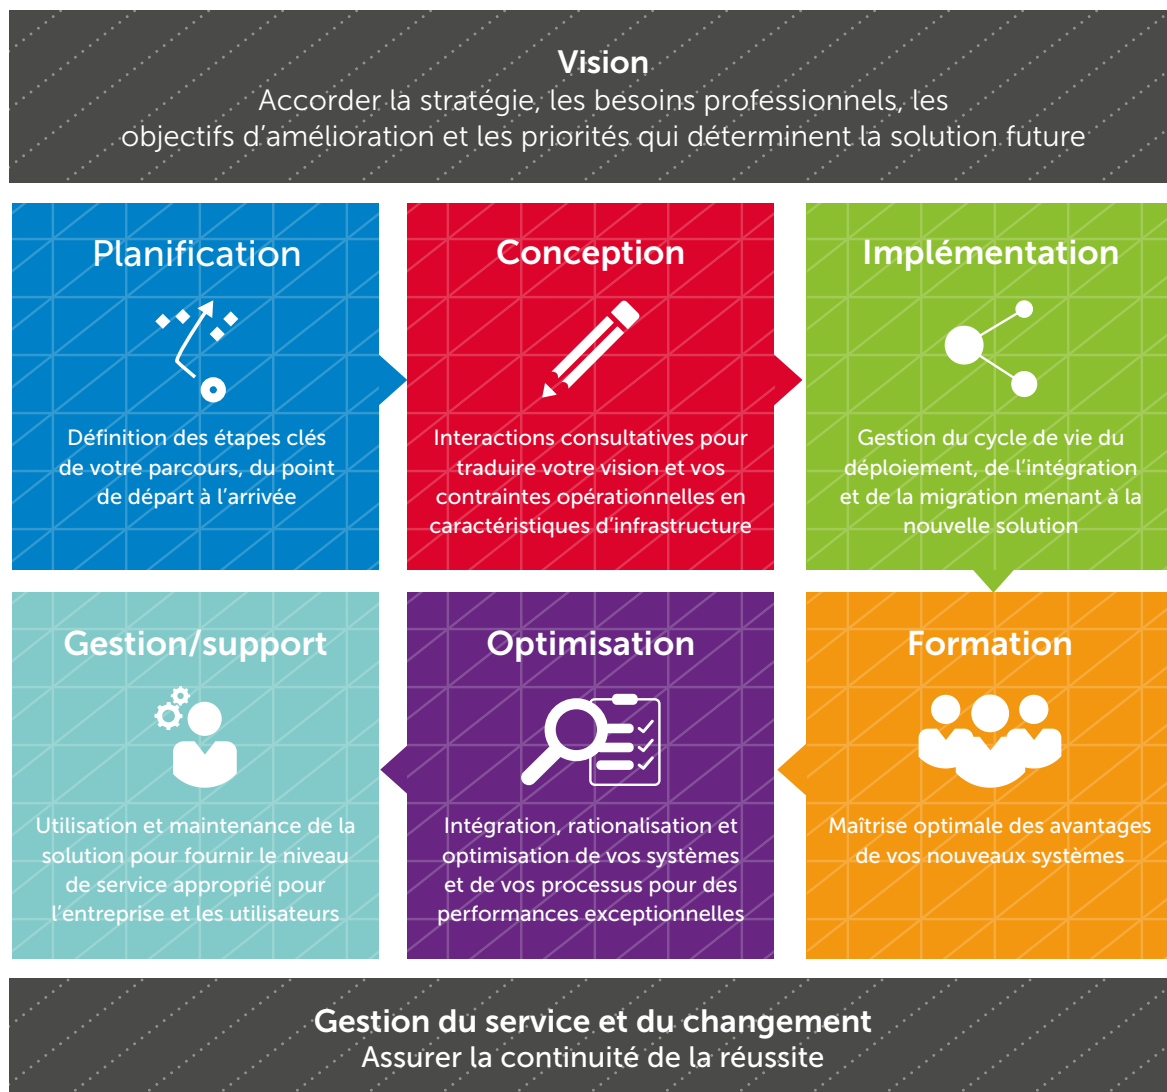 Vision
Accorder la stratégie, les besoins professionnels, les
objectifs d’amélioration et les priorités qui déterminent la solution future
Planification
Définition des étapes clés
de votre parcours, du point
de départ à l’arrivée
Conception
Interactions consultatives pour
traduire votre vision et vos
contraintes opérationnelles en
caractéristiques d’infrastructure
Implémentation
Gestion du cycle de vie du
déploiement, de l’intégration
et de la migration menant à la
nouvelle solution
Gestion/support
Utilisation et maintenance de la
solution pour fournir le niveau
de service approprié pour
l’entreprise et les utilisateurs
Optimisation
Intégration, rationalisation et
optimisation de vos systèmes
et de vos processus pour des
performances exceptionnelles
Formation
Maîtrise optimale des avantages
de vos nouveaux systèmes
Gestion du service et du changement
Assurer la continuité de la réussite